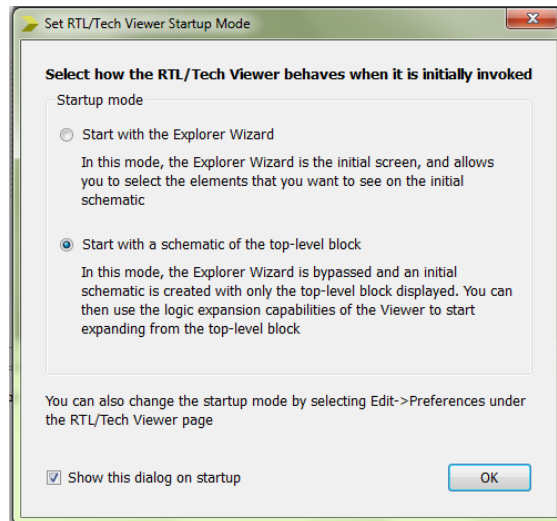 Set RTL/Tech Viewer Startup Mode
Select how the RTL/Tech Viewer behaves when it is initially invoked
Startup mode
Start with the Explorer Wizard
In this mode, the Explorer Wizard is the initial screen, and allows
you to select the elements that you want to see on the initial
schematic
Start with a schematic of the top-level block
In this mode, the Explorer Wizard is bypassed and an initial
schematic is created with only the top-level block displayed. You can
then use the logic expansion capabilities of the Viewer to start
expanding from the top-level block
You can also change the startup mode by selecting Edit->Preferences under
the RTL/Tech Viewer page
Show this dialog on startup
OK